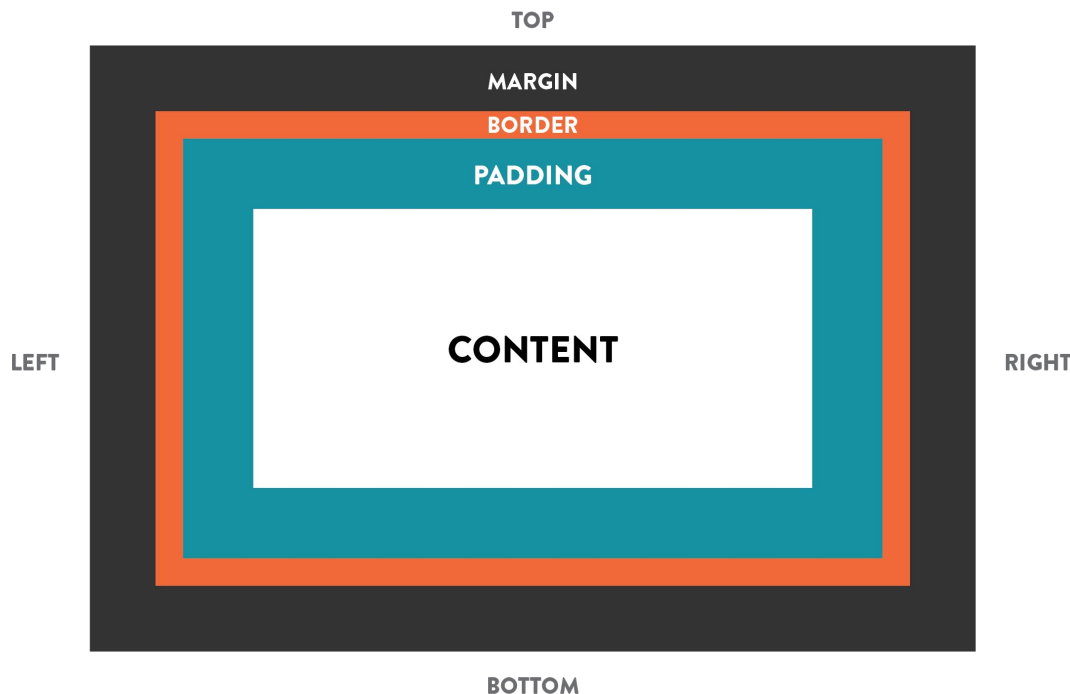 TOP
MARGIN
BORDER
PADDING
CONTENT
LEFT
RIGHT
BOTTOM